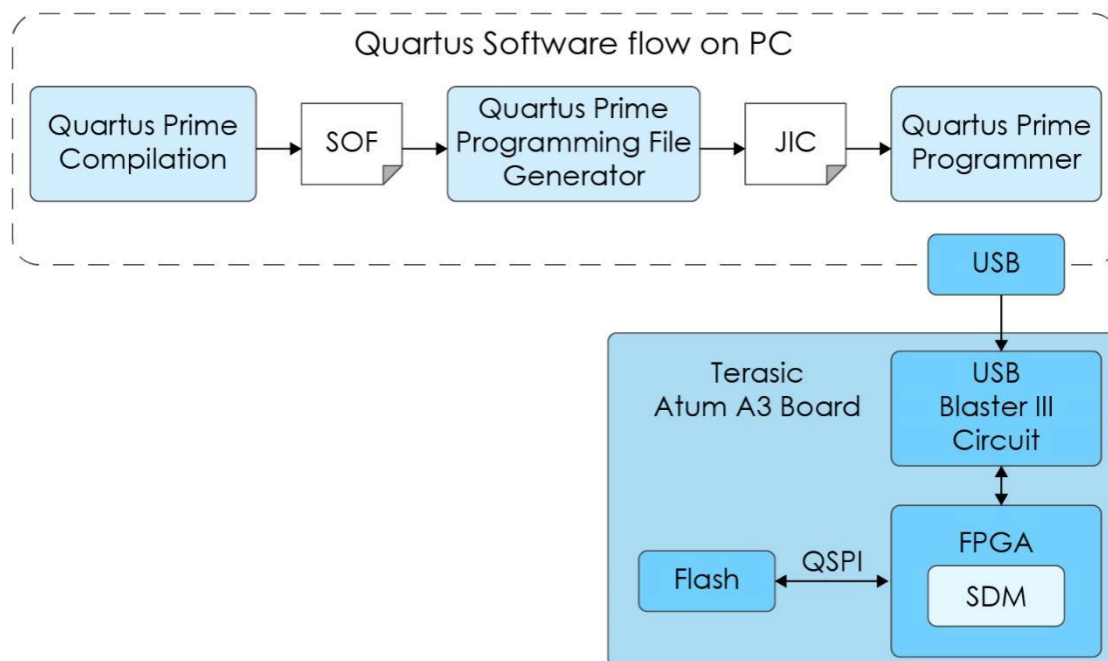 Quartus Software flow on PC
Quartus Prime
Compilation
SOF
Quartus Prime
Programming File
Generator
JIC
Quartus Prime
Programmer
USB
Terasic
Atum A3 Board
USB
Blaster III
Circuit
Flash
QSPI
FPGA
SDM